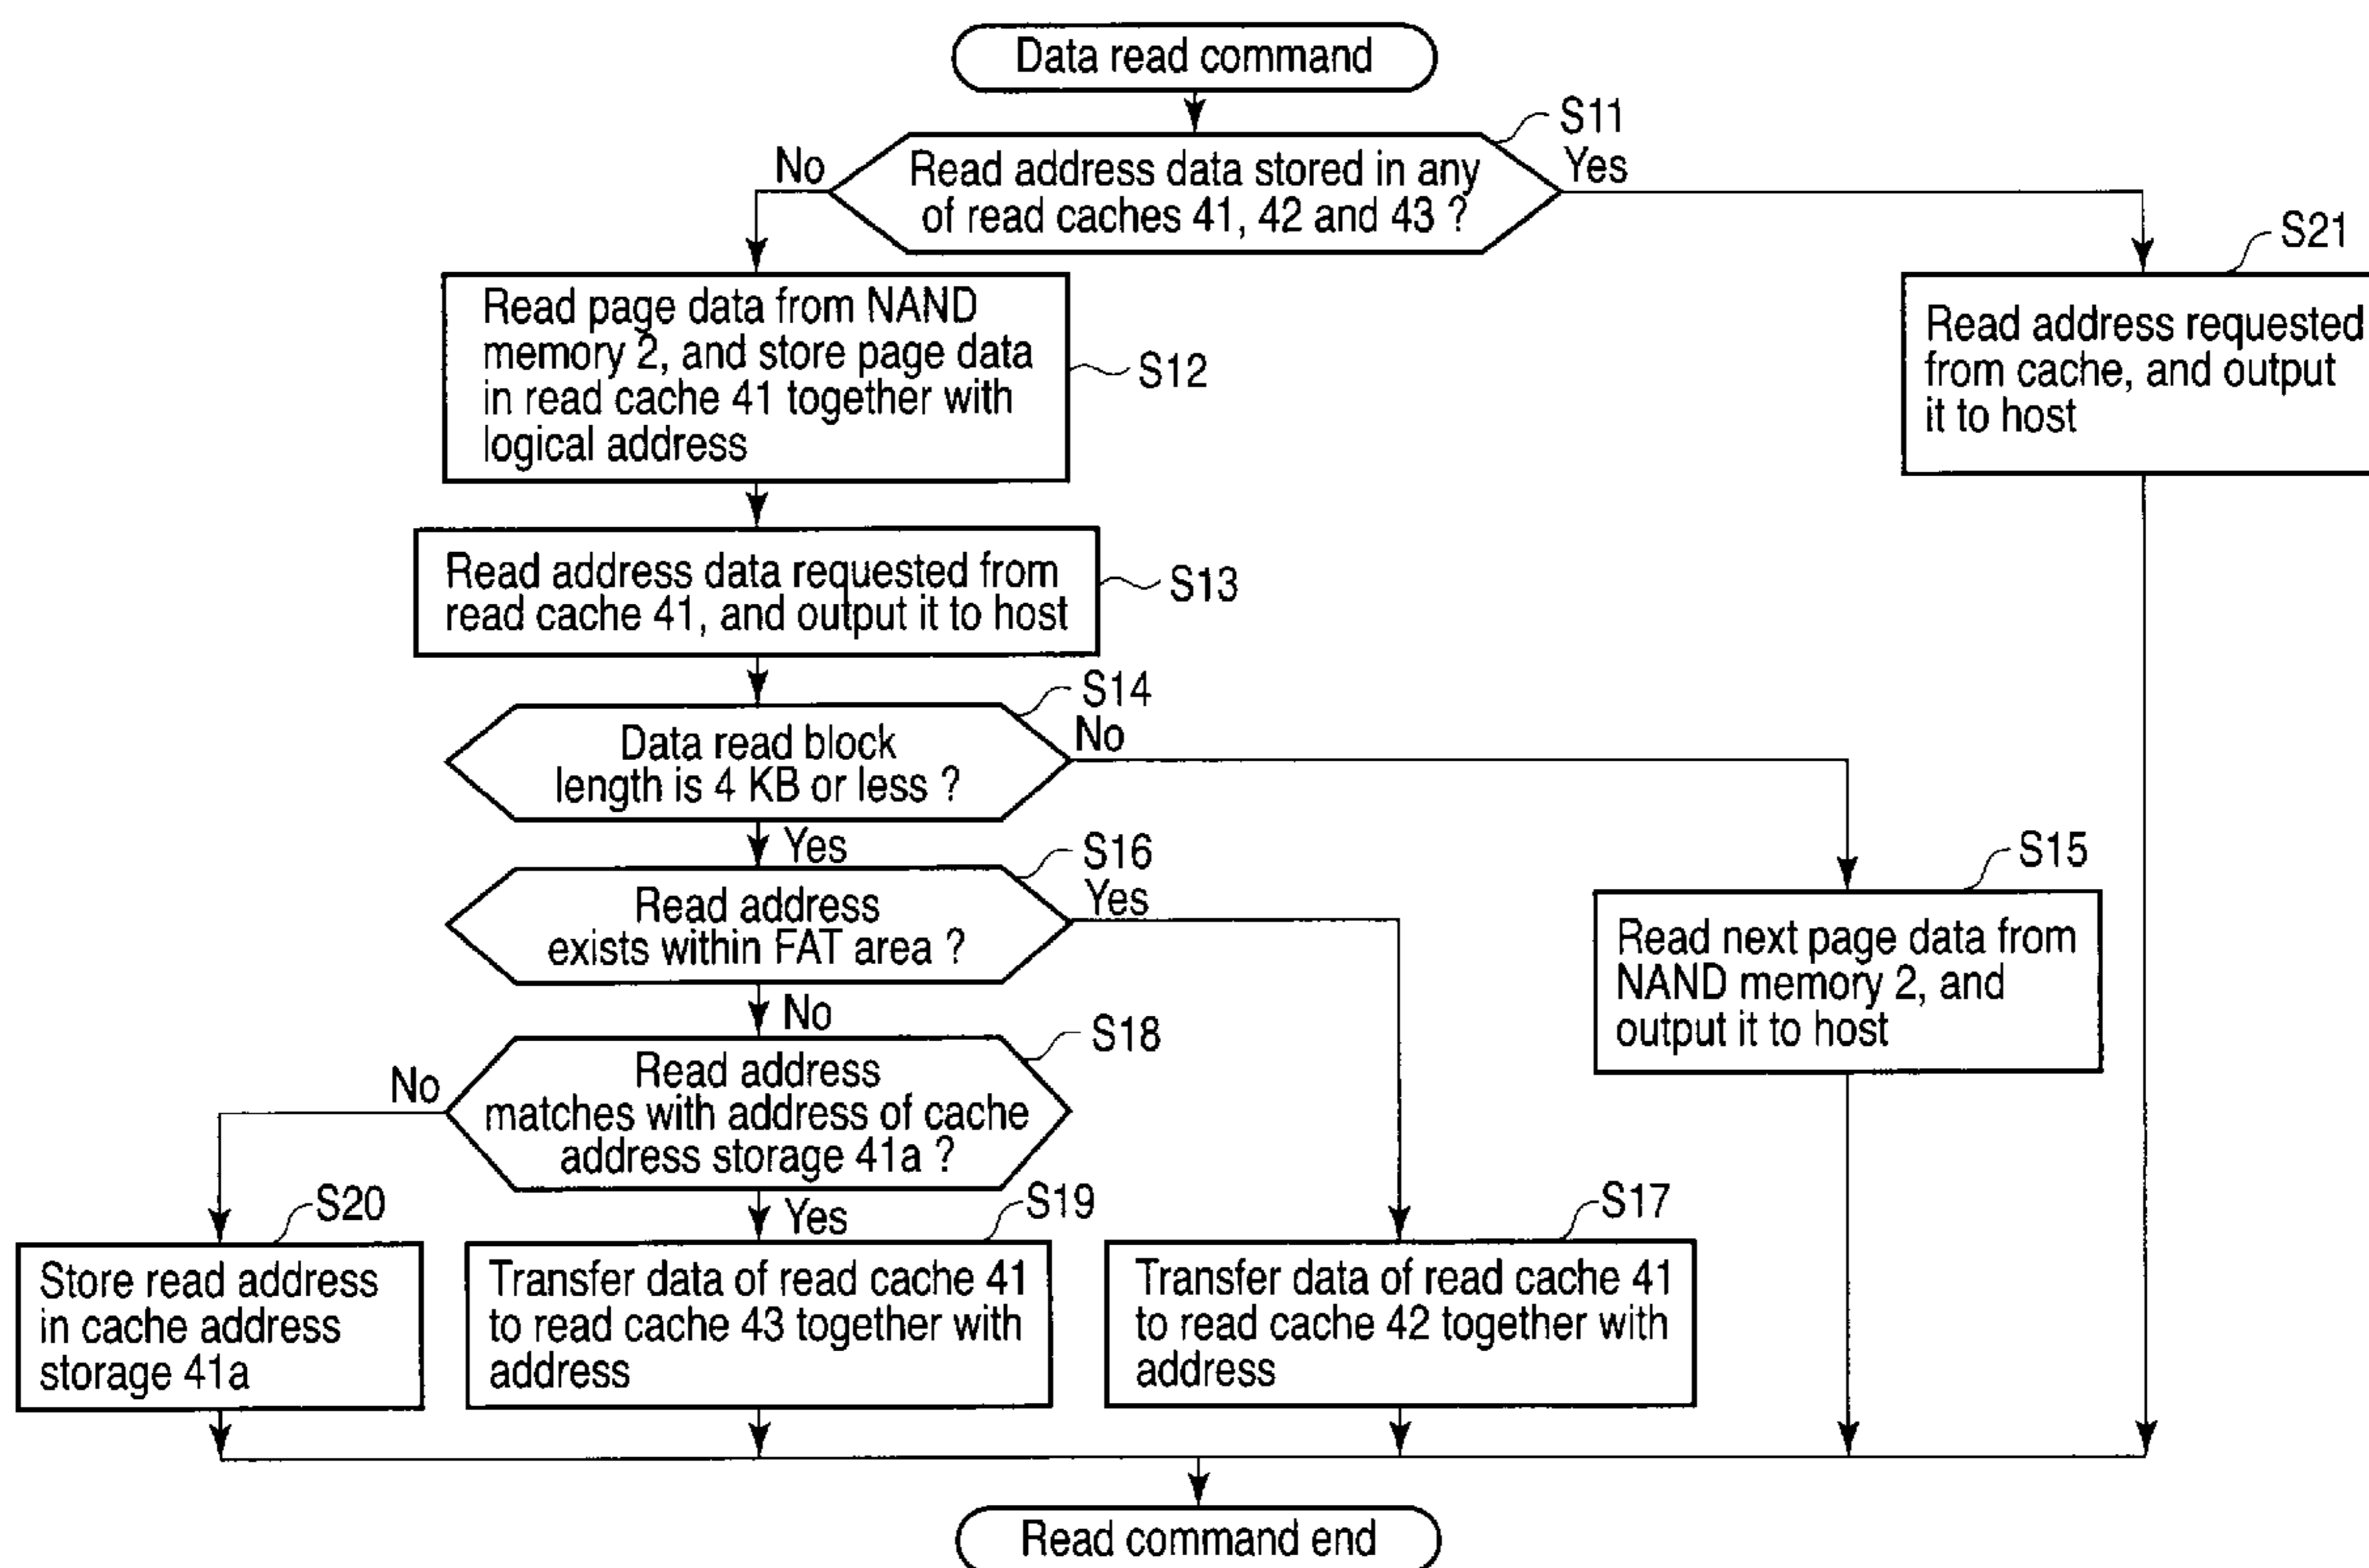 Data read command
S11
No
Read address data stored in any
of read caches 41, 42 and 43 ?
Yes
S21
Read page data from NAND
memory 2, and store page data
in read cache 41 together with
logical address
S12
Read address requested
from cache, and output
it to host
Read address data requested from
read cache 41, and output it to host
S13
S14
Data read block
length is 4 KB or less ?
No
Yes
S16
Read address
exists within FAT area ?
Yes
S15
Read next page data from
NAND memory 2, and
output it to host
No
S18
Read address
matches with address of cache
address storage 41a ?
No
Yes
S20
Store read address
in cache address
storage 41a
S19
Transfer data of read cache 41
to read cache 43 together with
address
S17
Transfer data of read cache 41
to read cache 42 together with
address
Read command end